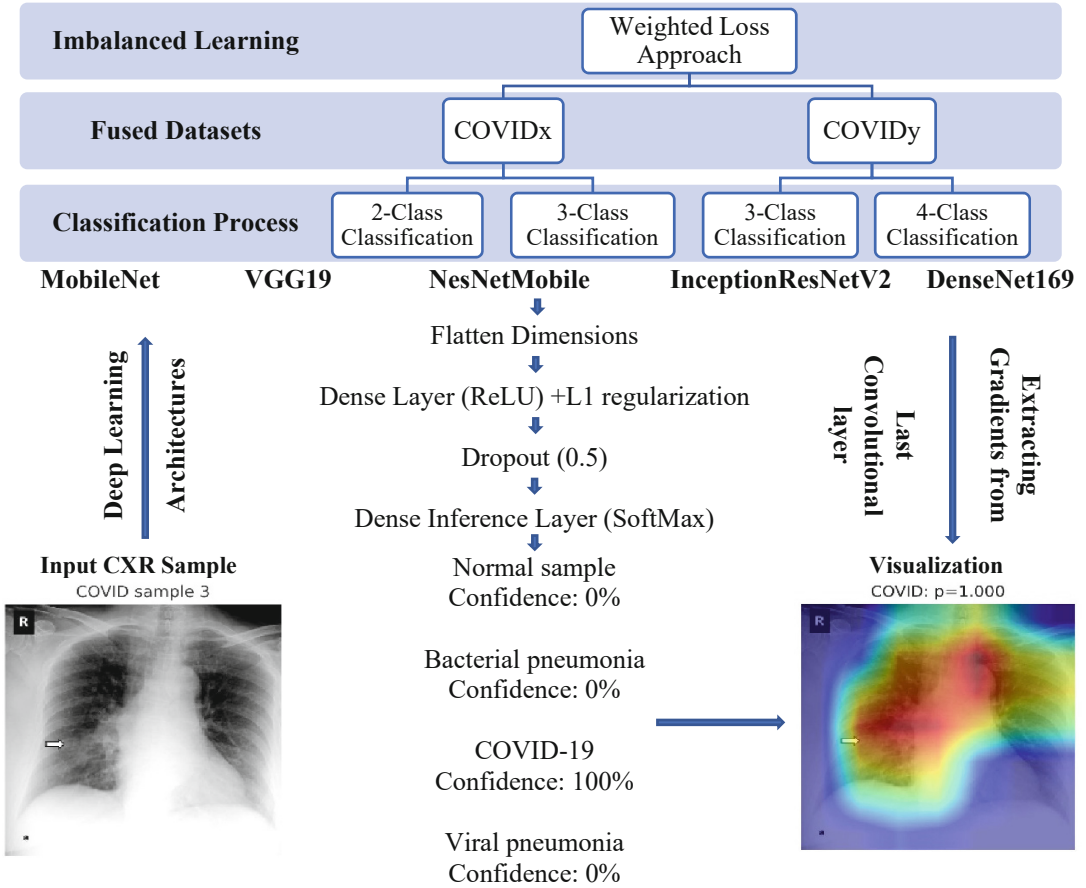 Imbalanced Learning
Weighted Loss
Approach
Fused Datasets
COVIDx
COVIDy
Classification Process
2-Class
Classification
3-Class
Classification
3-Class
Classification
4-Class
Classification
MobileNet
VGG19
NesNetMobile
InceptionResNetV2
DenseNet169
Flatten Dimensions
Dense Layer (ReLU) +L1 regularization
Dropout (0.5)
Dense Inference Layer (SoftMax)
Deep Learning
Architectures
Extracting
Gradients from
Last
Convolutional
layer
Input CXR Sample
COVID sample 3
R
Normal sample
Confidence: 0%
Bacterial pneumonia
Confidence: 0%
COVID-19
Confidence: 100%
Viral pneumonia
Confidence: 0%
Visualization
COVID: p=1.000
R